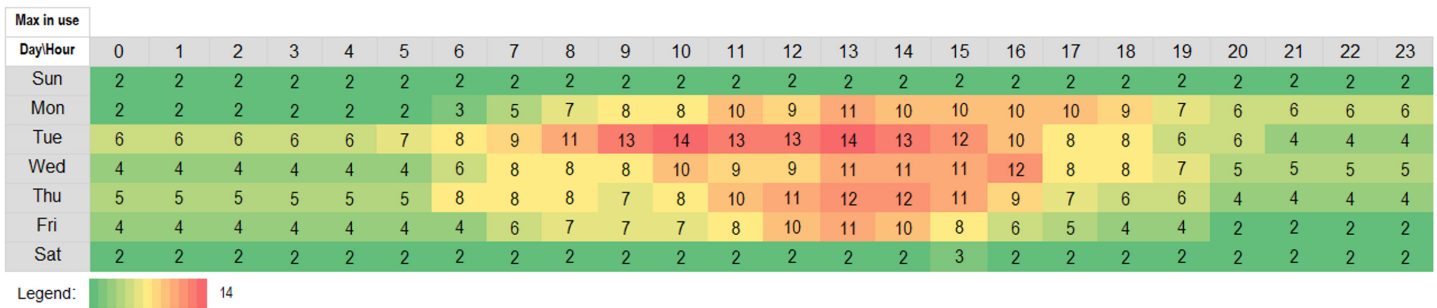 Max in use
Day\Hour 0 1 2 3 4 5 6 7 8 9 10 11 12 13 14 15 16 17 18 19 20 21 22 23
Sun 2 2 2 2 2 2 2 2 2 2 2 2 2 2 2 2 2 2 2 2 2 2 2 2
Mon 2 2 2 2 2 2 3 5 7 8 8 10 9 11 10 10 10 10 9 7 6 6 6 6
Tue 6 6 6 6 6 7 8 9 11 13 14 13 13 14 13 12 10 8 8 6 6 4 4 4
Wed 4 4 4 4 4 4 6 8 8 8 10 9 9 11 11 11 12 8 8 7 5 5 5 5
Thu 5 5 5 5 5 5 8 8 8 7 8 10 11 12 12 11 9 7 6 6 4 4 4 4
Fri 4 4 4 4 4 4 4 6 7 7 7 8 10 11 10 8 6 5 4 4 2 2 2 2
Sat 2 2 2 2 2 2 2 2 2 2 2 2 2 2 2 3 2 2 2 2 2 2 2 2
Legend: 14